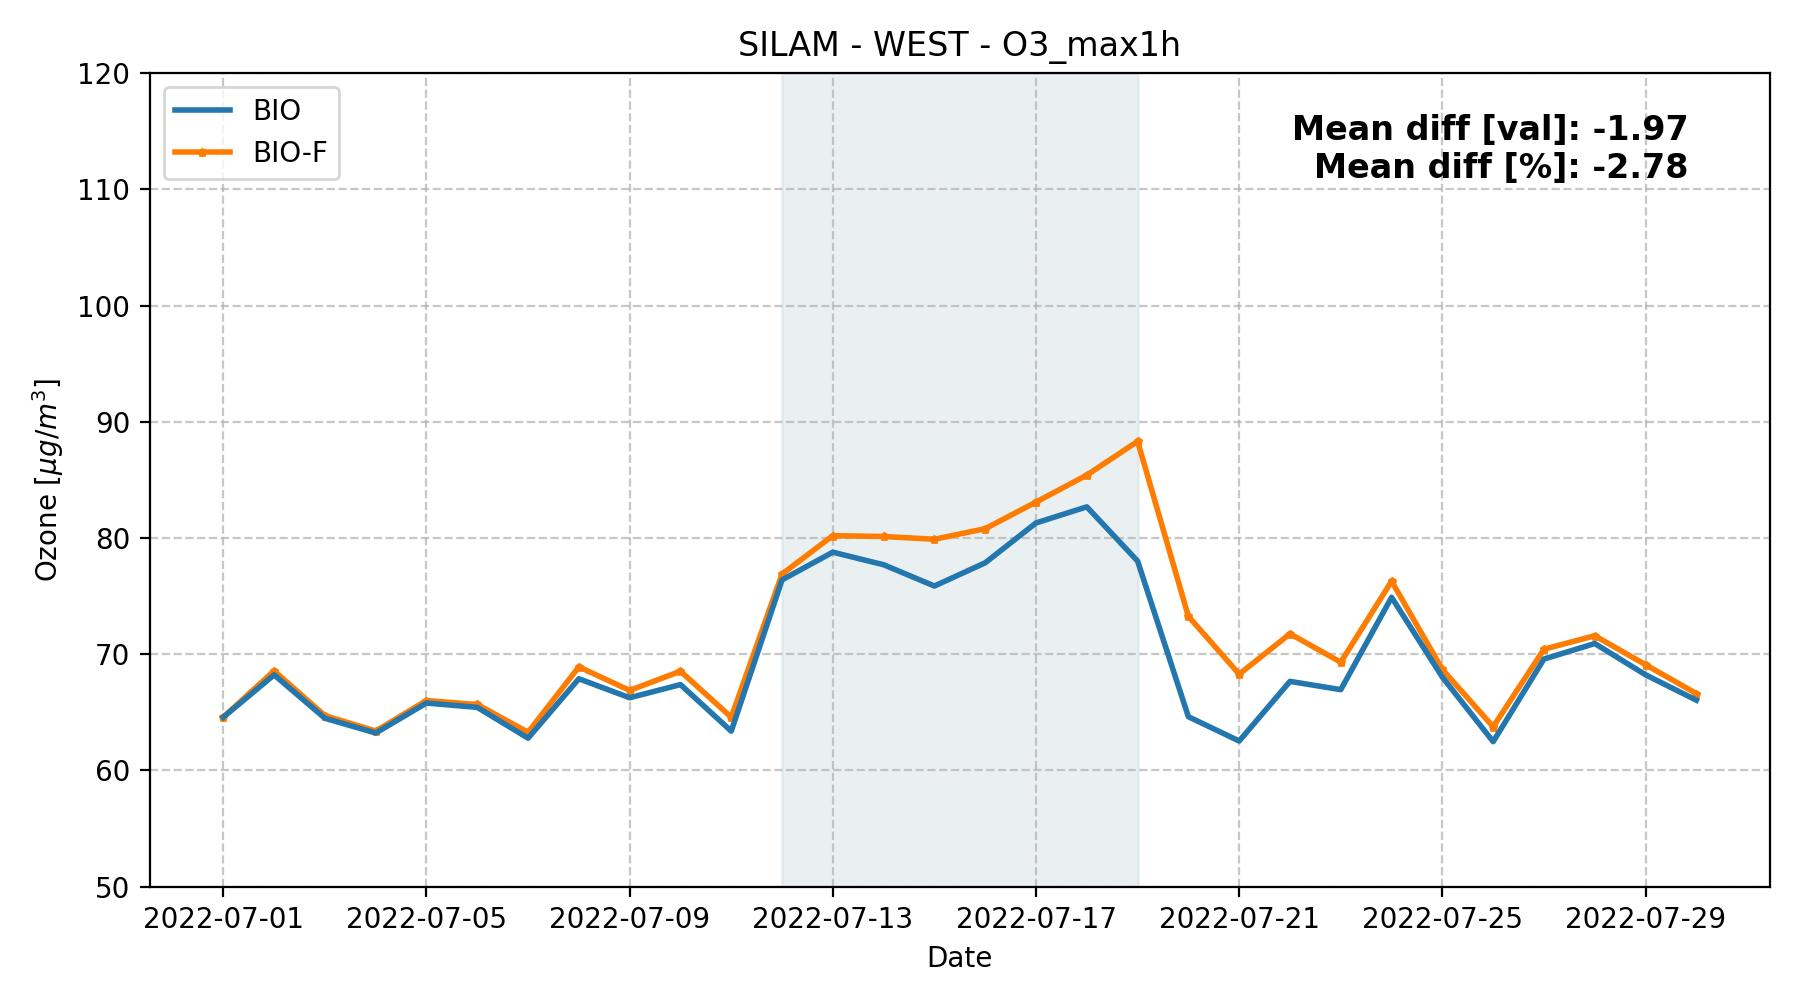 SILAM - WEST - O3_max1h
BIO
BIO-F
Mean diff [val]: -1.97
Mean diff [%]: -2.78
120
110
100
90
80
70
60
50
Ozone [μg/m³]
2022-07-01 2022-07-05 2022-07-09 2022-07-13 2022-07-17 2022-07-21 2022-07-25 2022-07-29
Date